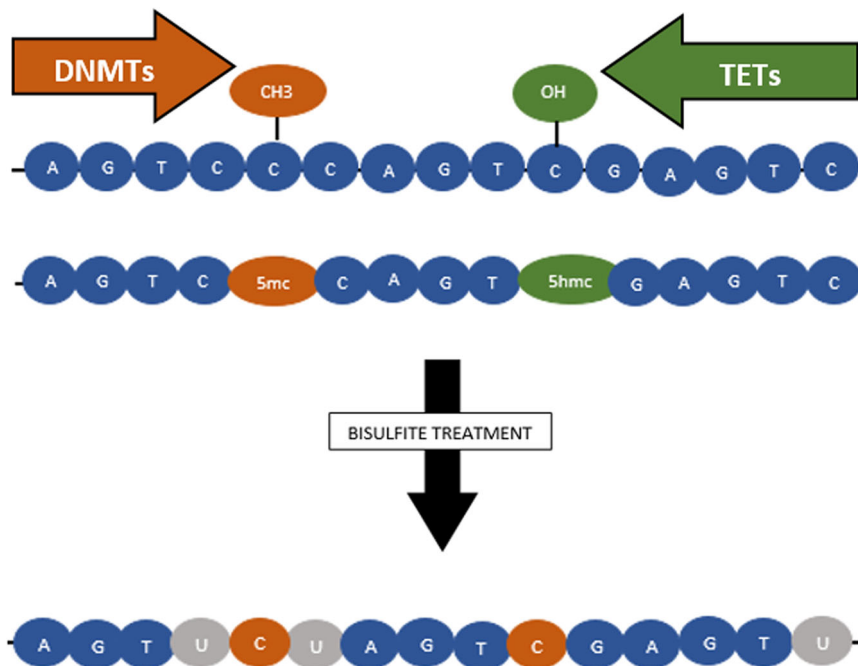 DNMTs TETs
CH3 OH
A G T C C C A G T C G A G T C
A G T C 5mc C A G T 5hmc G A G T C
BISULFITE TREATMENT
A G T U C U A G T C G A G T U